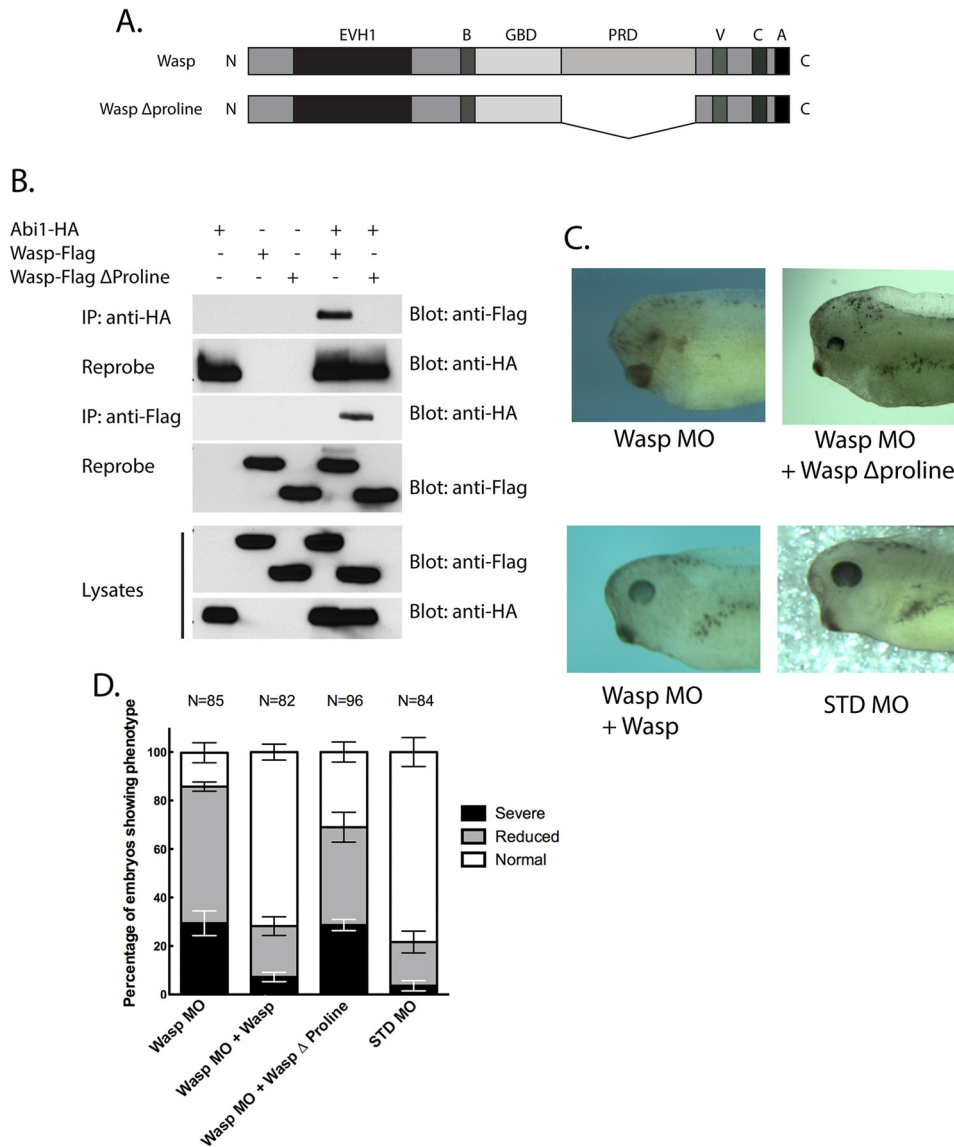 A.
EVH1 B GBD PRD V C A
Wasp N C
Wasp Δproline N C
B.
Abi1-HA + - - + +
Wasp-Flag - + - + -
Wasp-Flag ΔProline - - + - +
IP: anti-HA Blot: anti-Flag
Reprobe Blot: anti-HA
IP: anti-Flag Blot: anti-HA
Reprobe Blot: anti-Flag
Lysates
Blot: anti-Flag
Blot: anti-HA
C.
Wasp MO
Wasp MO
+ Wasp Δproline
Wasp MO
+ Wasp
STD MO
D.
N=85 N=82 N=96 N=84
Percentage of embryos showing phenotype
100
80
60
40
20
0
Wasp MO
Wasp MO + Wasp
Wasp MO + Wasp Δ Proline
STD MO
Severe
Reduced
Normal